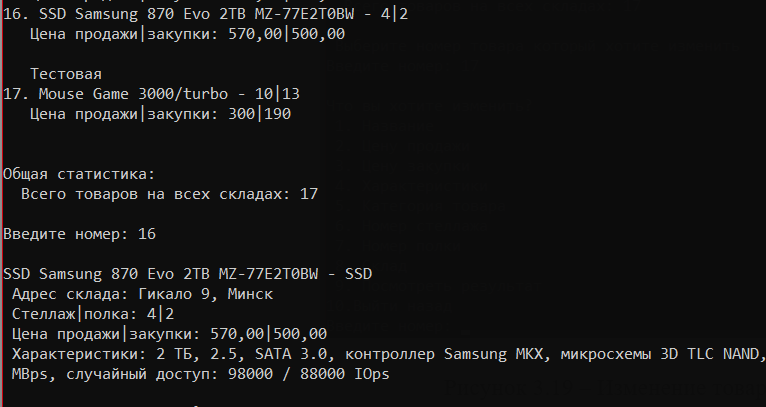 16. SSD Samsung 870 Evo 2TB MZ-77E2T0BW - 4|2
Цена продажи|закупки: 570,00|500,00
Тестовая
17. Mouse Game 3000/turbo - 10|13
Цена продажи|закупки: 300|190
Общая статистика:
Всего товаров на всех складах: 17
Введите номер: 16
SSD Samsung 870 Evo 2TB MZ-77E2T0BW - SSD
Адрес склада: Гикало 9, Минск
Стеллаж|полка: 4|2
Цена продажи|закупки: 570,00|500,00
Характеристики: 2 ТБ, 2.5, SATA 3.0, контроллер Samsung MKX, микросхемы 3D TLC NAND,
MBps, случайный доступ: 98000 / 88000 IOps